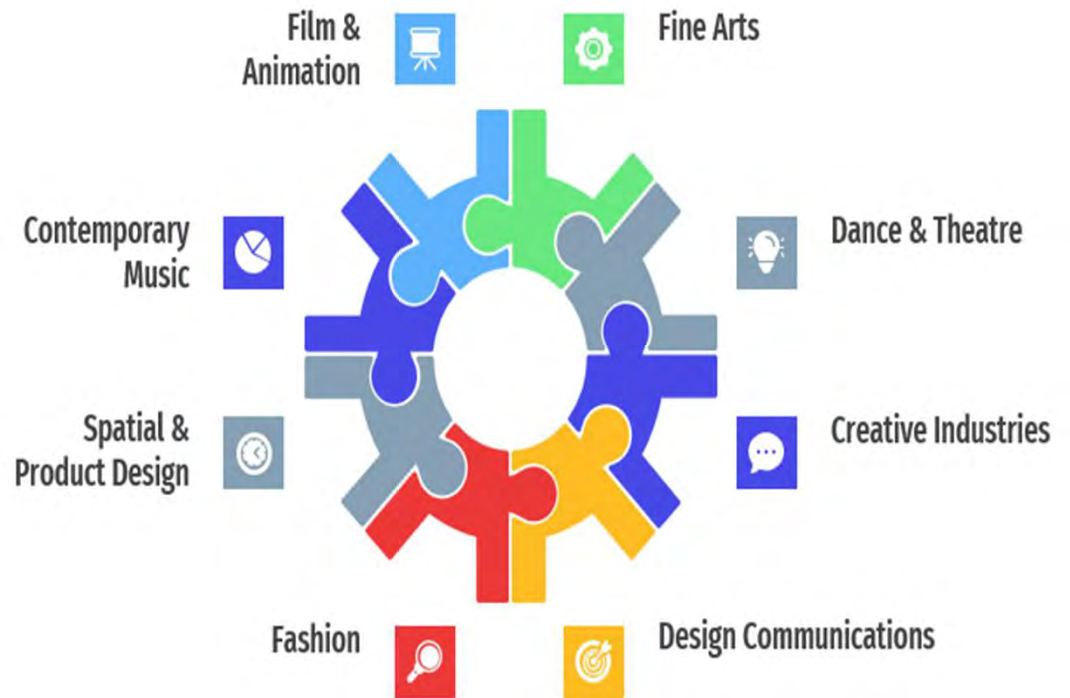 Film &
Animation
Fine Arts
Contemporary
Music
Dance & Theatre
Spatial &
Product Design
Creative Industries
Fashion
Design Communications